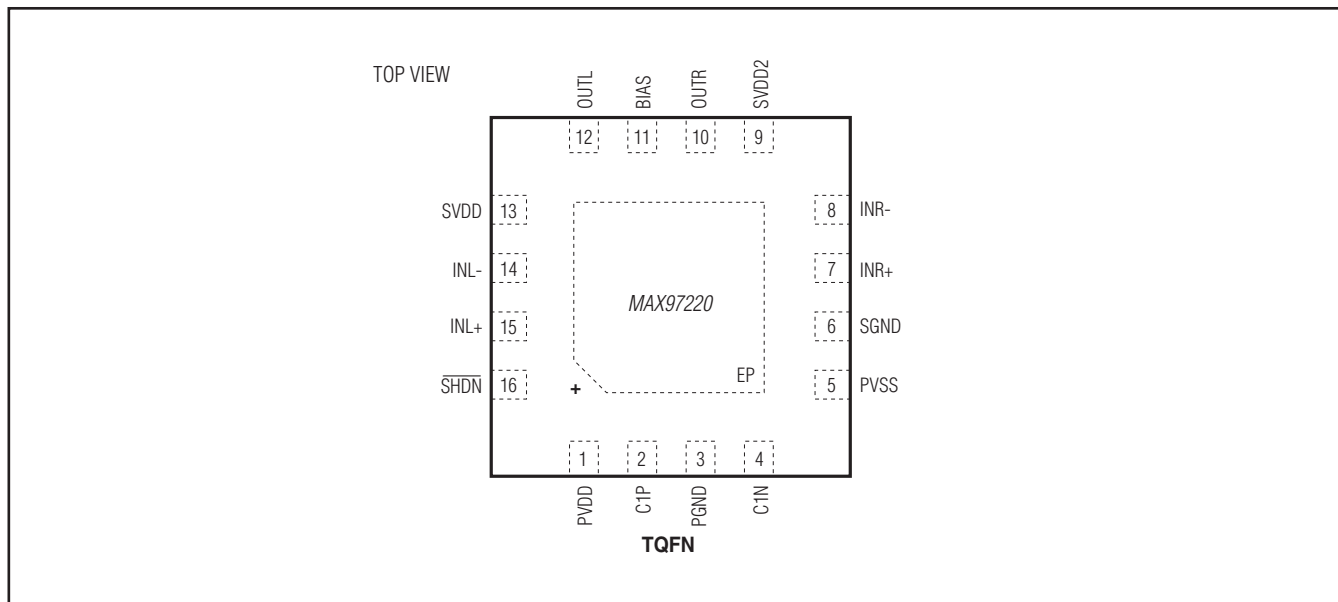 TOP VIEW
OUTL
BIAS
OUTR
SVDD2
12
11
10
9
SVDD 13
8 INR-
INL- 14
7 INR+
INL+ 15
MAX97220
6 SGND
SHDN 16
+
EP
5 PVSS
1
2
3
4
PVDD
C1P
PGND
C1N
TQFN